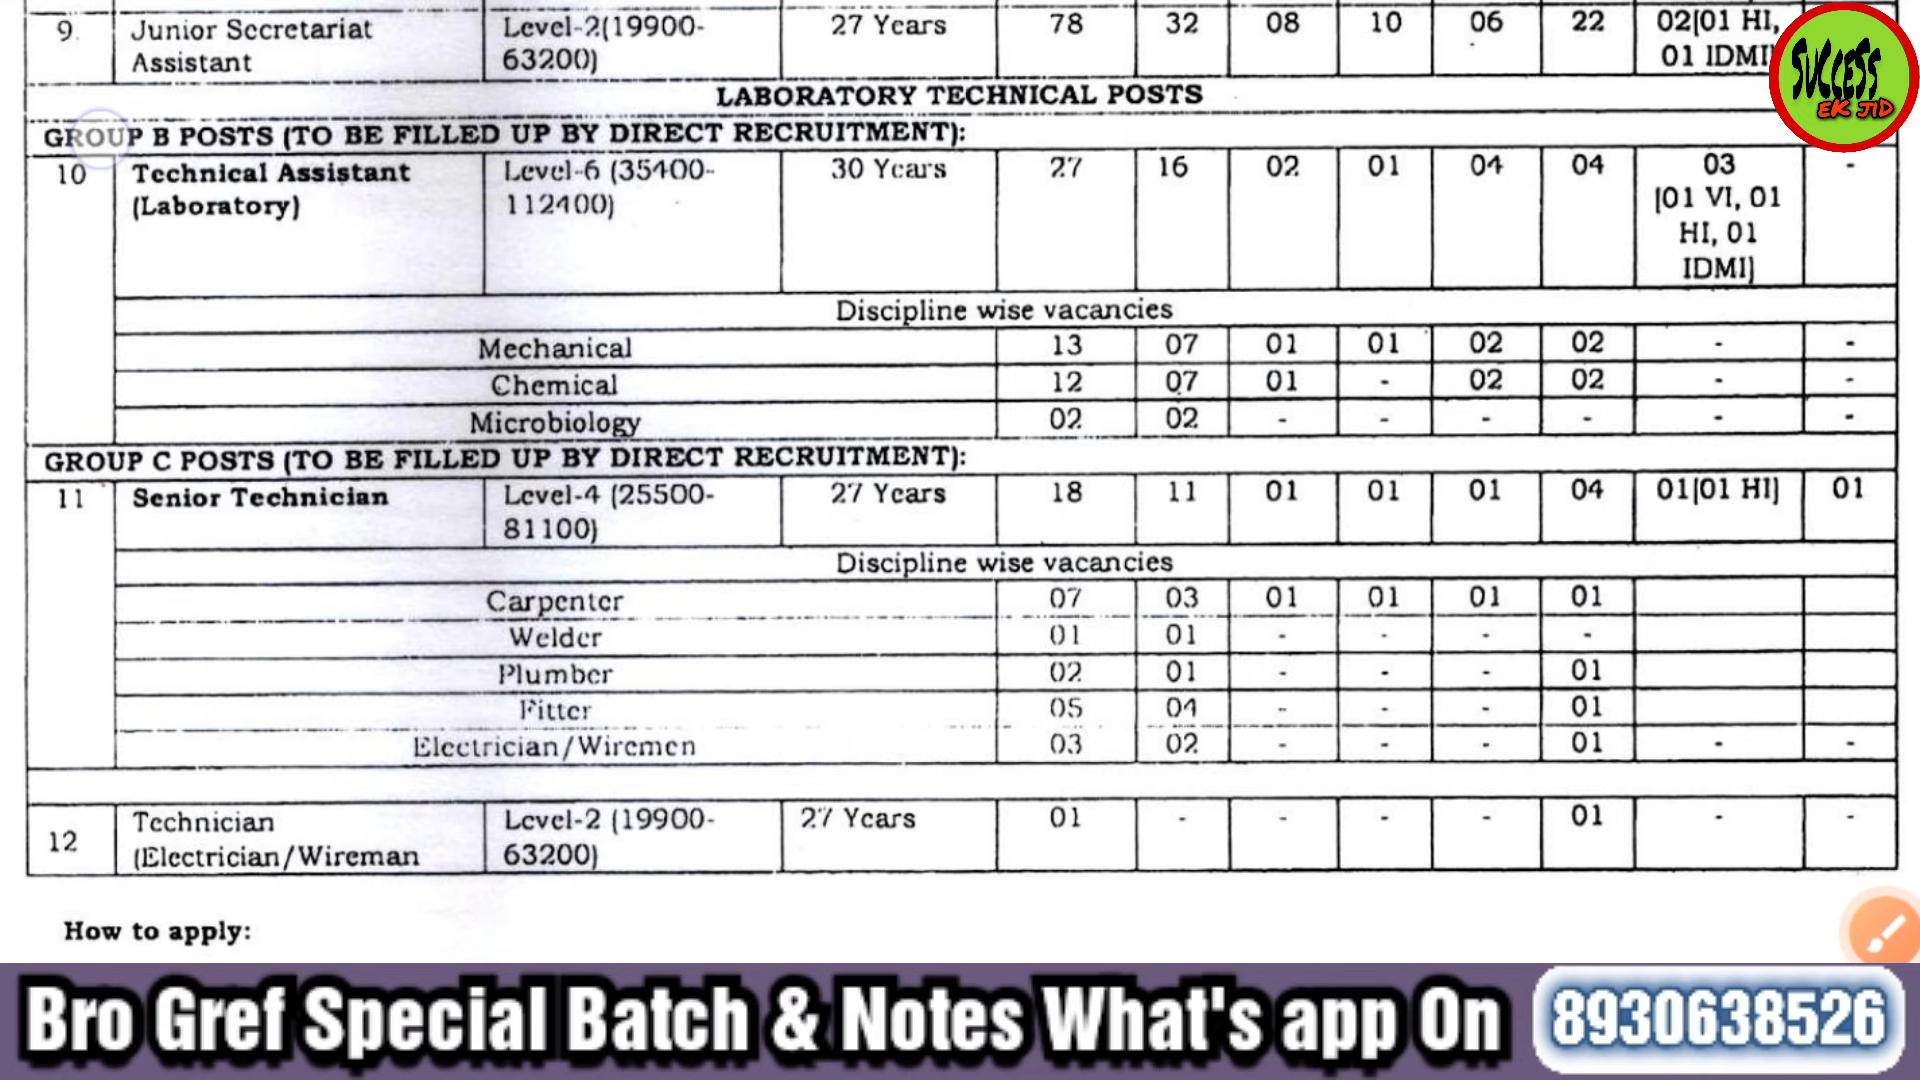 9. Junior Secretariat Assistant Level-2(19900-63200) 27 Years 78 32 08 10 06 22 02[01 HI, 01 IDMI]
LABORATORY TECHNICAL POSTS
GROUP B POSTS (TO BE FILLED UP BY DIRECT RECRUITMENT):
10 Technical Assistant (Laboratory) Level-6 (35400-112400) 30 Years 27 16 02 01 04 04 03 [01 VI, 01 HI, 01 IDMI] -
Discipline wise vacancies
Mechanical 13 07 01 01 02 02 - -
Chemical 12 07 01 - 02 02 - -
Microbiology 02 02 - - - - - -
GROUP C POSTS (TO BE FILLED UP BY DIRECT RECRUITMENT):
11 Senior Technician Level-4 (25500-81100) 27 Years 18 11 01 01 01 04 01[01 HI] 01
Discipline wise vacancies
Carpenter 07 03 01 01 01 01
Welder 01 01 - - - -
Plumber 02 01 - - - 01
Fitter 05 04 - - - 01
Electrician/Wiremen 03 02 - - - 01 - -
12 Technician (Electrician/Wireman Level-2 (19900-63200) 27 Years 01 - - - - 01 - -
How to apply:
SUCCESS
EK JID
Bro Gref Special Batch & Notes What's app On 8930638526